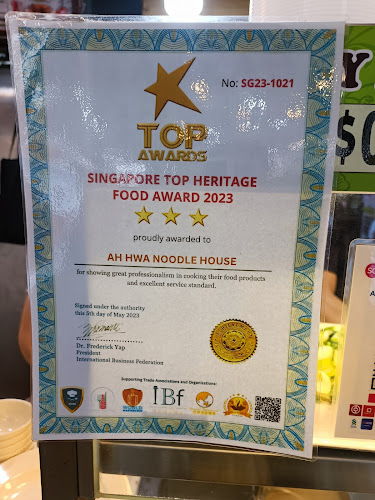 No: SG23-1021
TOP
AWARDS
SINGAPORE TOP HERITAGE
FOOD AWARD 2023
proudly awarded to
AH HWA NOODLE HOUSE
for showing great professionalism in cooking their food products
and excellent service standard.
Signed under the authority
this 5th day of May 2023
Dr. Frederick Yap
President
International Business Federation
Supporting Trade Associations and Organisations:
WORLD
IBf
$0